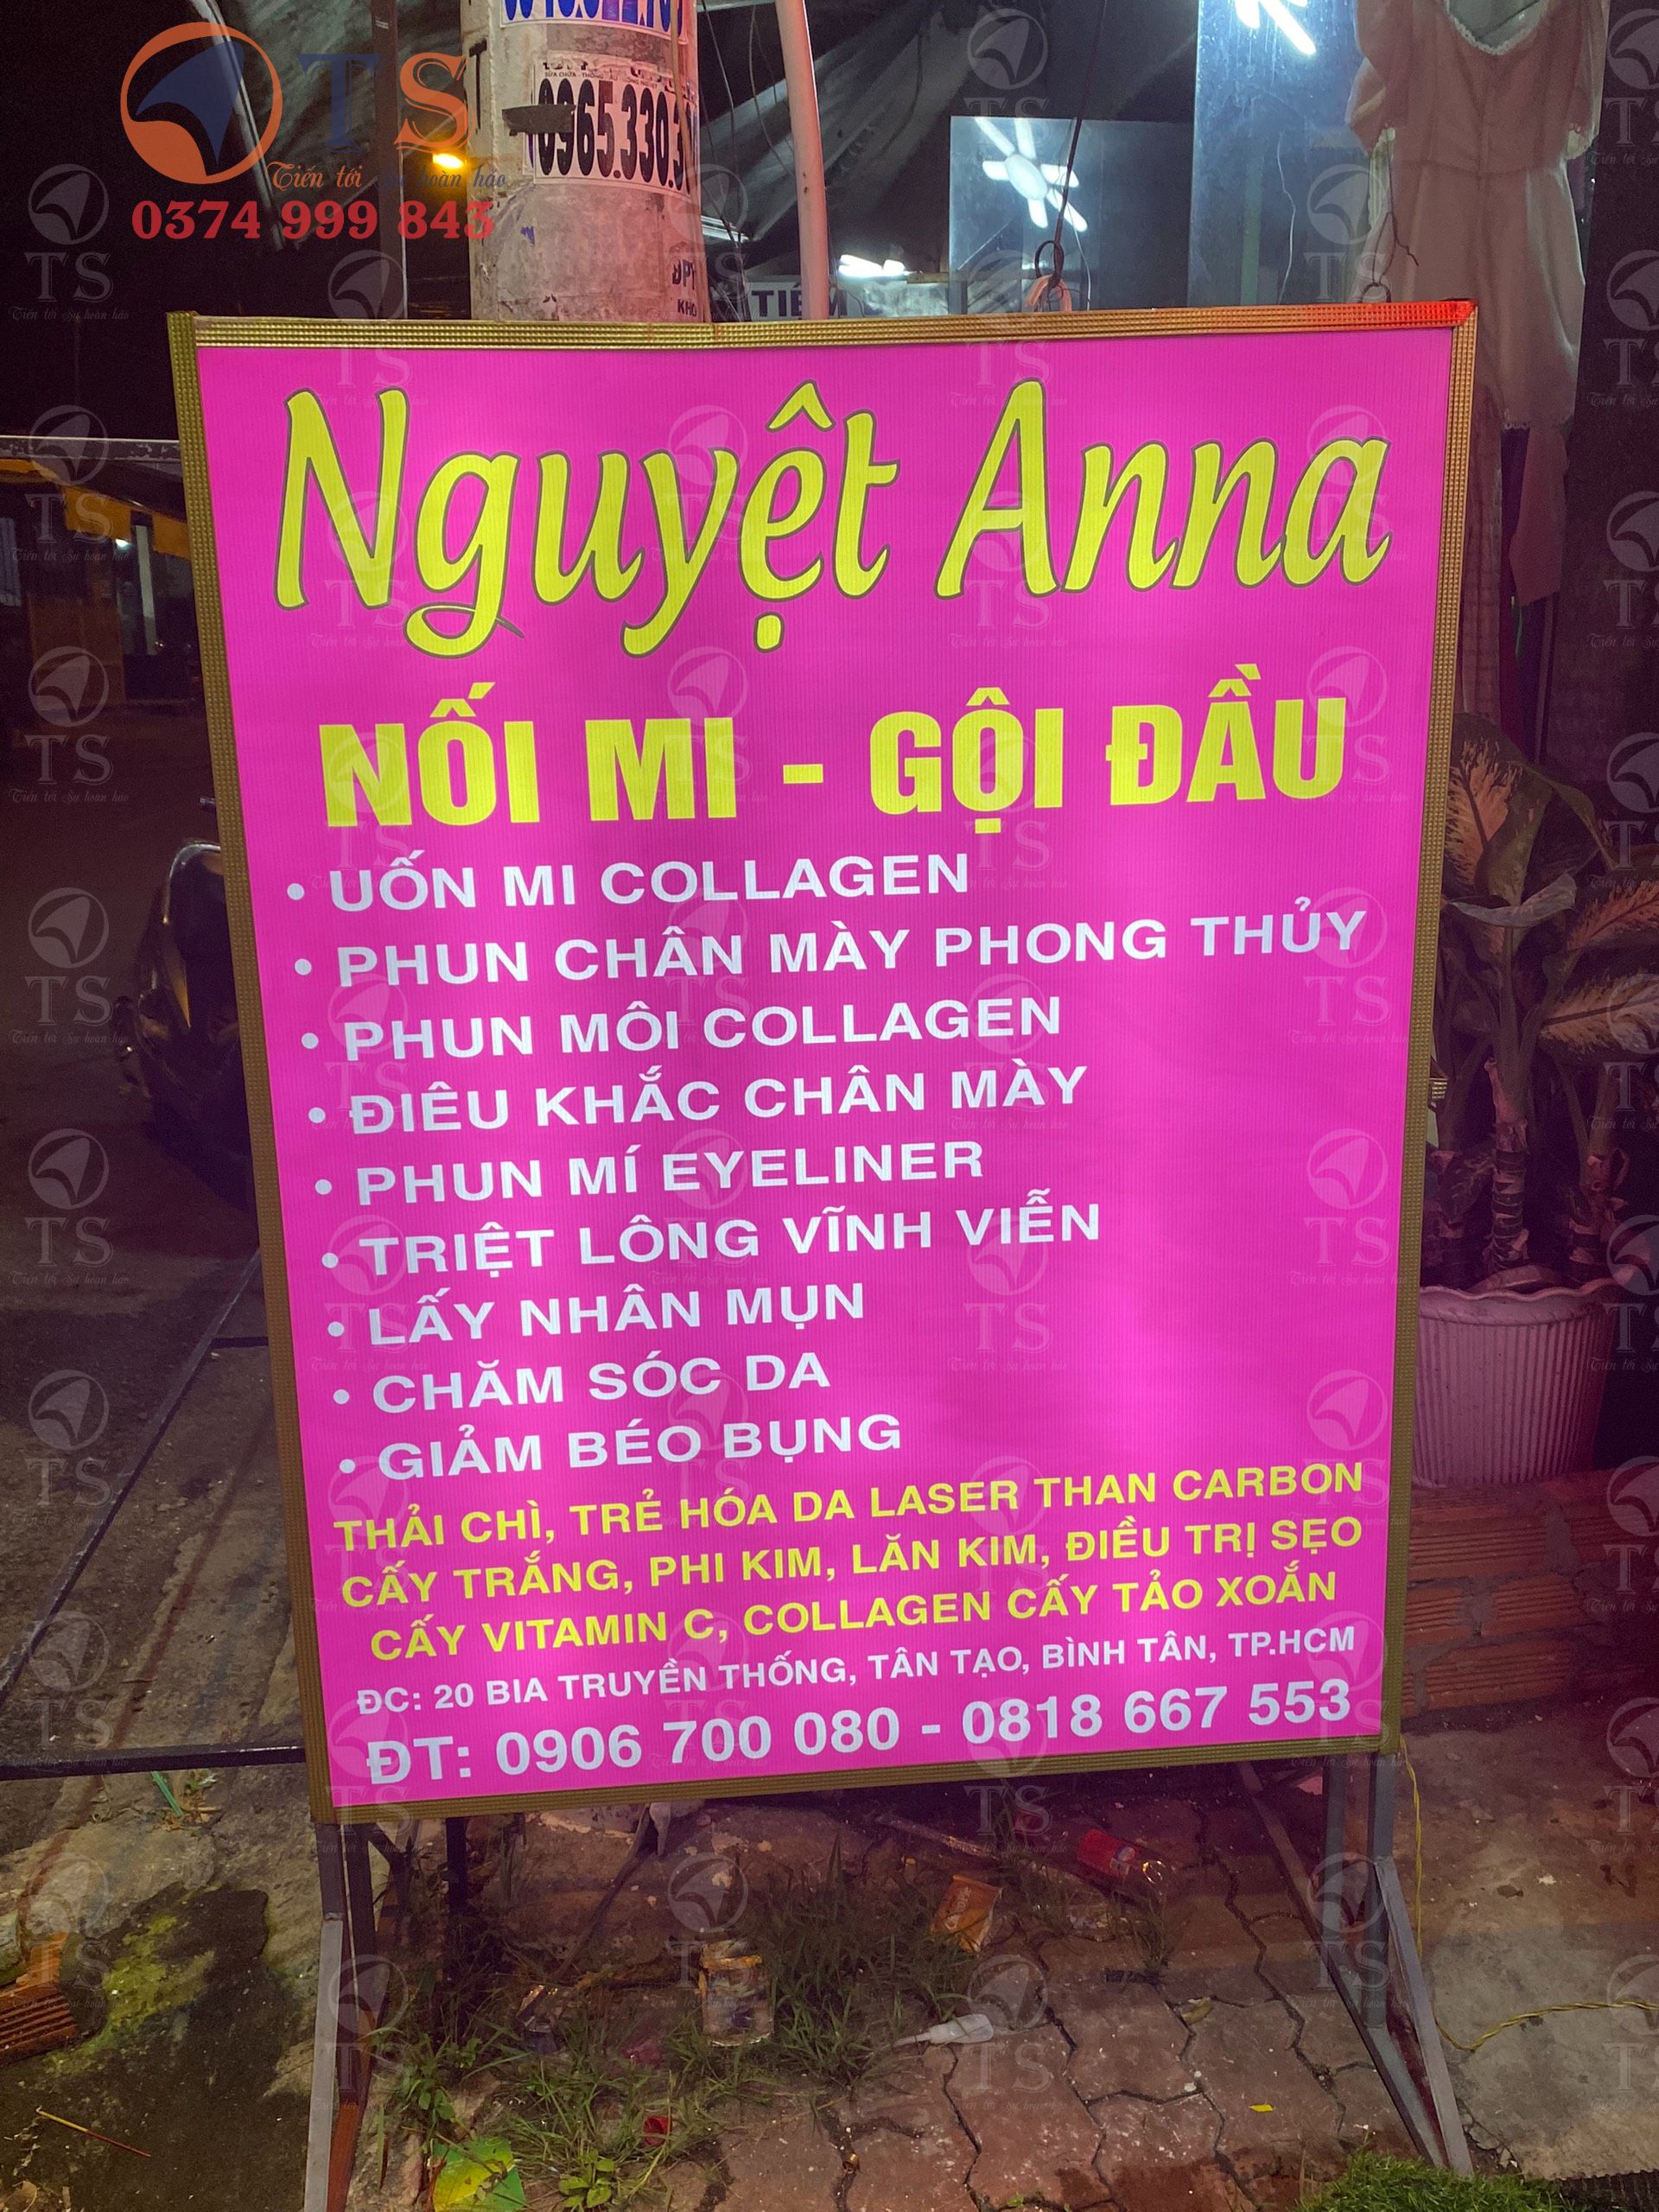 TS
Tiến tới Sự hoàn hảo
0374 999 843
0965.330.3
KHO
TIỆM
Nguyệt Anna
NỐI MI - GỘI ĐẦU
• UỐN MI COLLAGEN
• PHUN CHÂN MÀY PHONG THỦY
• PHUN MÔI COLLAGEN
• ĐIÊU KHẮC CHÂN MÀY
• PHUN MÍ EYELINER
• TRIỆT LÔNG VĨNH VIỄN
• LẤY NHÂN MỤN
• CHĂM SÓC DA
• GIẢM BÉO BỤNG
THẢI CHÌ, TRẺ HÓA DA LASER THAN CARBON
CẤY TRẮNG, PHI KIM, LĂN KIM, ĐIỀU TRỊ SẸO
CẤY VITAMIN C, COLLAGEN CẤY TẢO XOẮN
ĐC: 20 BIA TRUYỀN THỐNG, TÂN TẠO, BÌNH TÂN, TP.HCM
ĐT: 0906 700 080 - 0818 667 553